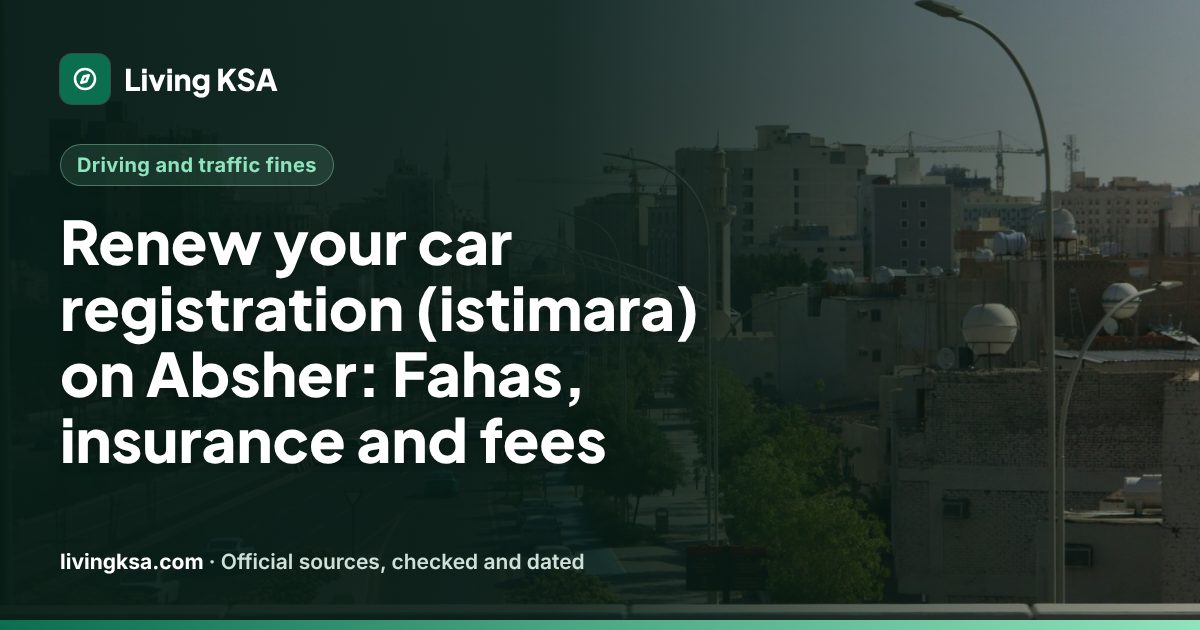 Living KSA
Driving and traffic fines
Renew your car
registration (istimara)
on Absher: Fahas,
insurance and fees
livingksa.com · Official sources, checked and dated